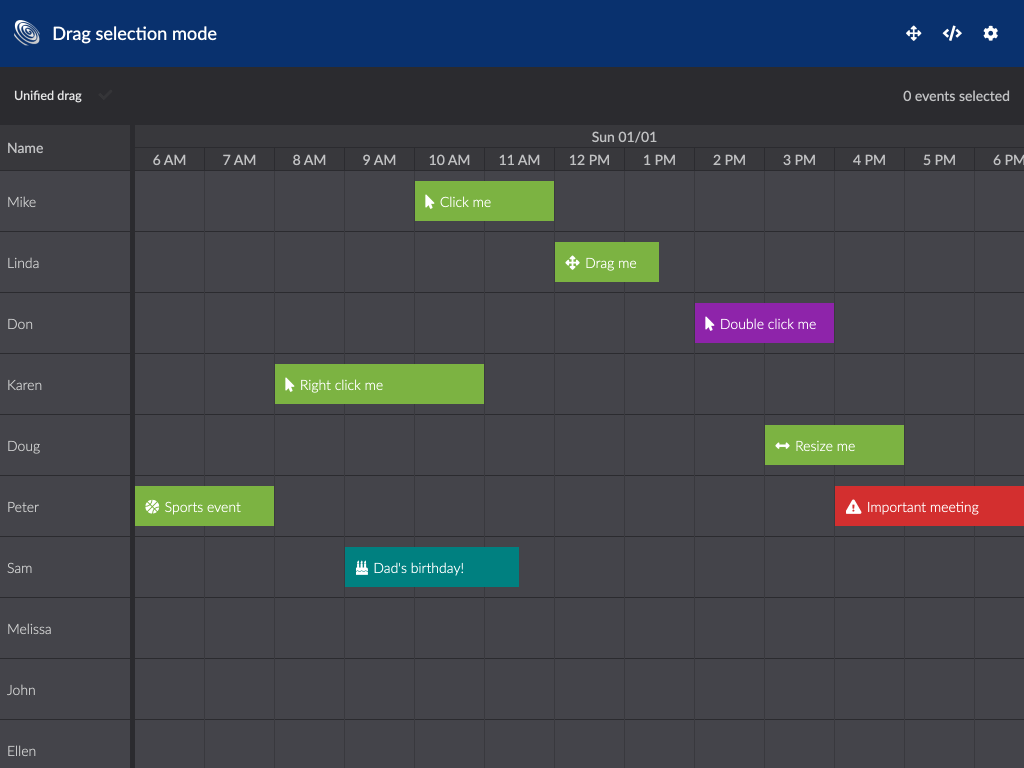 Drag selection mode
Unified drag
0 events selected
Name
Sun 01/01
6 AM 7 AM 8 AM 9 AM 10 AM 11 AM 12 PM 1 PM 2 PM 3 PM 4 PM 5 PM 6 PM
Mike Click me
Linda Drag me
Don Double click me
Karen Right click me
Doug Resize me
Peter Sports event Important meeting
Sam Dad's birthday!
Melissa
John
Ellen